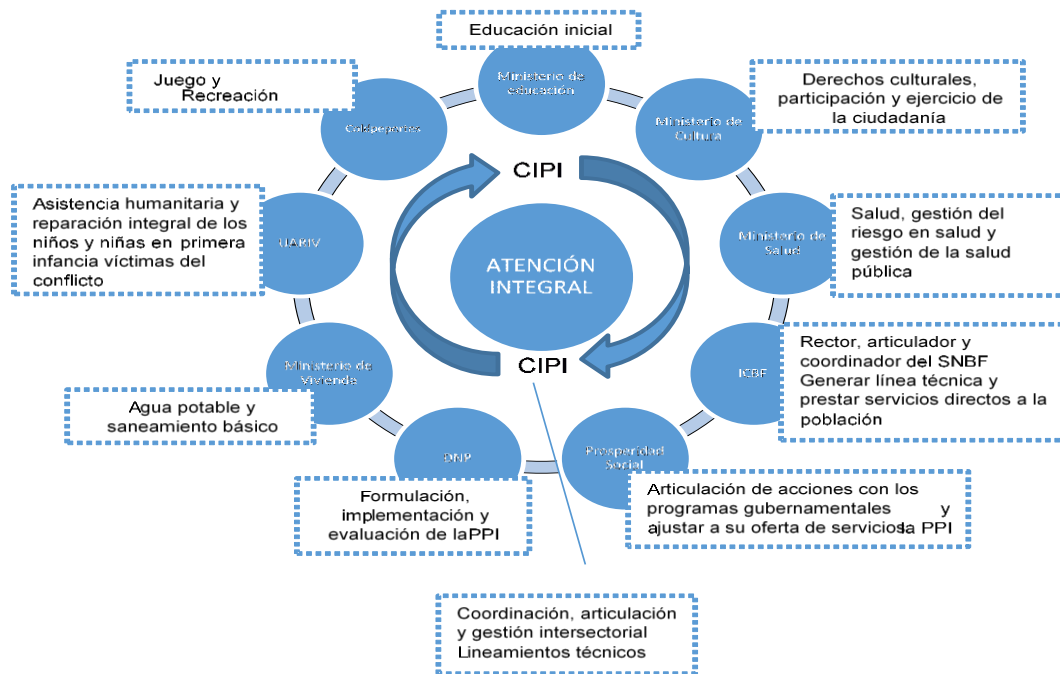 Educación inicial
Ministerio de
educación
Juego y
Recreación
Coldeportes
Derechos culturales,
participación y ejercicio de
la ciudadanía
Ministerio de
Cultura
CIPI
Asistencia humanitaria y
reparación integral de los
niños y niñas en primera
infancia víctimas del
conflicto
UARIV
Salud, gestión del
riesgo en salud y
gestión de la salud
pública
Ministerio de
Salud
ATENCIÓN
INTEGRAL
CIPI
Rector, articulador y
coordinador del SNBF
Generar línea técnica y
prestar servicios directos a la
población
ICBF
Ministerio de
Vivienda
Agua potable y
saneamiento básico
DNP
Formulación,
implementación y
evaluación de la PPI
Prosperidad
Social
Articulación de acciones con los
programas gubernamentales y
ajustar a su oferta de servicios la PPI
Coordinación, articulación
y gestión intersectorial
Lineamientos técnicos